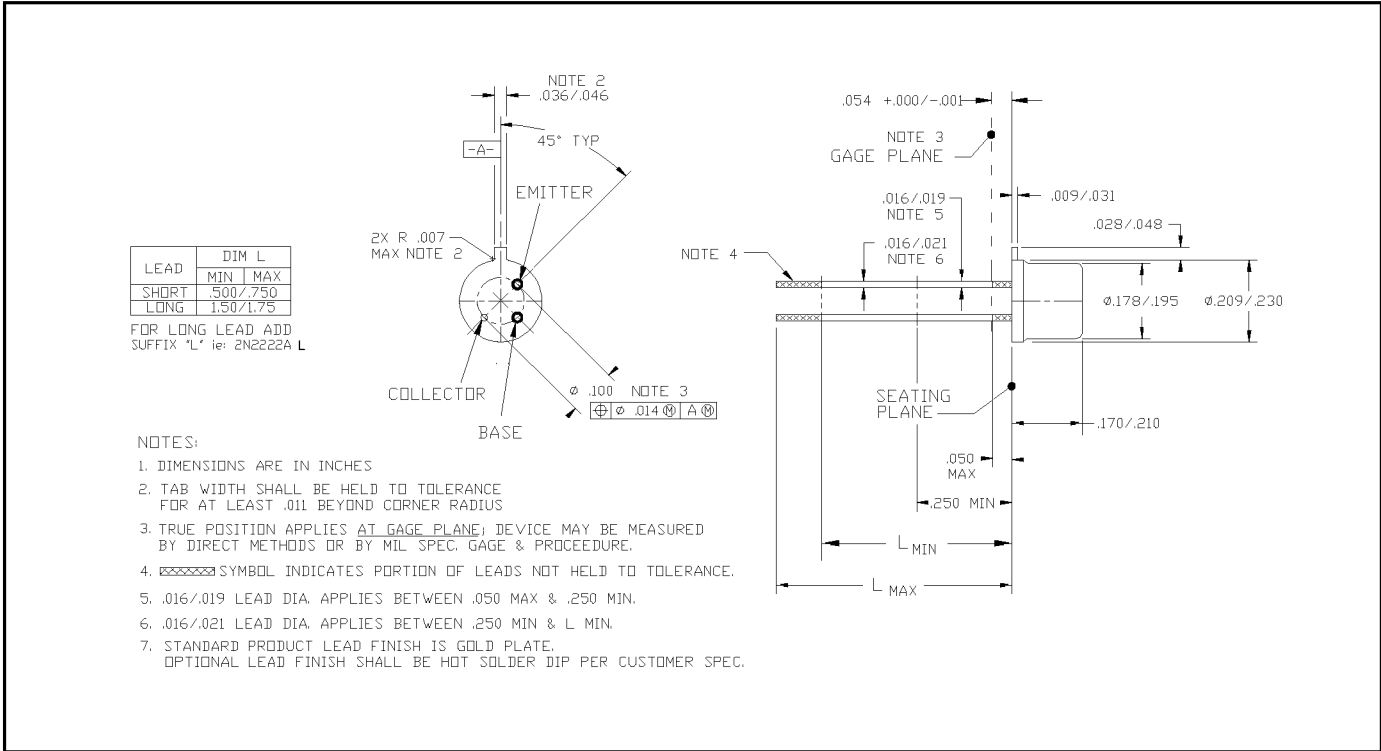 NOTE 2
.036/.046
-A-
45° TYP
EMITTER
2X R .007
MAX NOTE 2
COLLECTOR
BASE
⌀ .100 NOTE 3
⌖ ⌀ .014 Ⓜ A Ⓜ
LEAD DIM L
MIN MAX
SHORT .500/.750
LONG 1.50/1.75
FOR LONG LEAD ADD
SUFFIX "L" ie: 2N2222A L
.054 +.000/-.001
NOTE 3
GAGE PLANE
.009/.031
.016/.019
NOTE 5
.028/.048
NOTE 4
.016/.021
NOTE 6
⌀.178/.195
⌀.209/.230
SEATING
PLANE
.170/.210
.050
MAX
.250 MIN
L MIN
L MAX
NOTES:
1. DIMENSIONS ARE IN INCHES
2. TAB WIDTH SHALL BE HELD TO TOLERANCE
FOR AT LEAST .011 BEYOND CORNER RADIUS
3. TRUE POSITION APPLIES AT GAGE PLANE; DEVICE MAY BE MEASURED
BY DIRECT METHODS OR BY MIL SPEC. GAGE & PROCEEDURE.
4. SYMBOL INDICATES PORTION OF LEADS NOT HELD TO TOLERANCE.
5. .016/.019 LEAD DIA. APPLIES BETWEEN .050 MAX & .250 MIN.
6. .016/.021 LEAD DIA. APPLIES BETWEEN .250 MIN & L MIN.
7. STANDARD PRODUCT LEAD FINISH IS GOLD PLATE.
OPTIONAL LEAD FINISH SHALL BE HOT SOLDER DIP PER CUSTOMER SPEC.